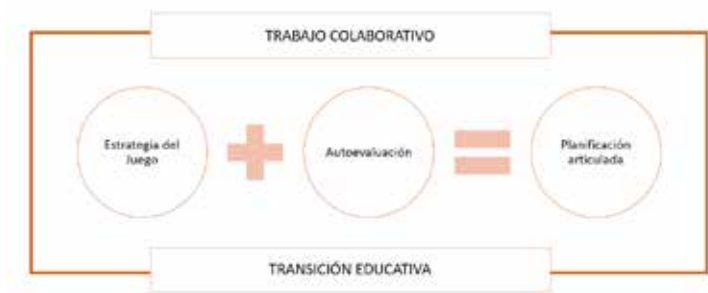 TRABAJO COLABORATIVO
Estrategia del
Juego
Autoevaluación
Planificación
articulada
TRANSICIÓN EDUCATIVA